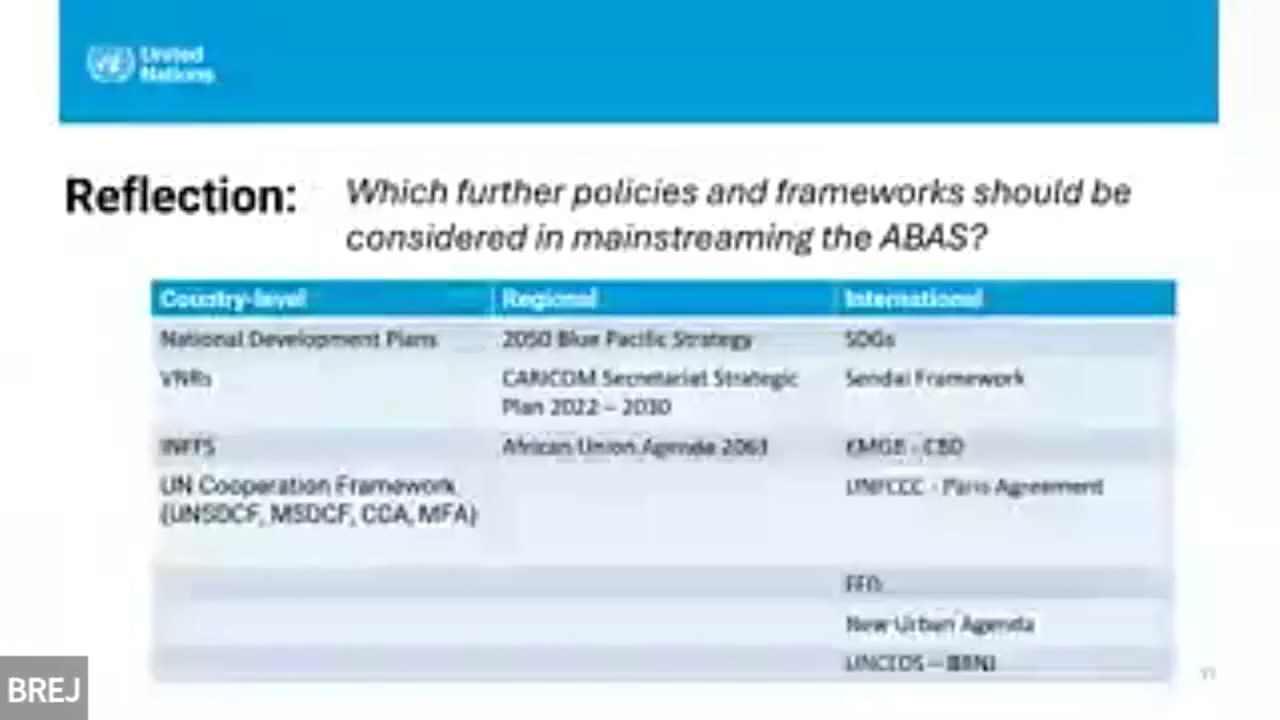 United
Nations
Reflection:
Which further policies and frameworks should be
considered in mainstreaming the ABAS?
Country-level Regional International
National Development Plans 2050 Blue Pacific Strategy SDGs
VNRs CARICOM Secretariat Strategic Sendai Framework
Plan 2022 – 2030
INFFS African Union Agenda 2063 - CBD
UN Cooperation Framework UNFCCC - Paris Agreement
(UNSDCF, MSDCF, CCA, MFA)
New Urban Agenda
– BBNJ
BREJ